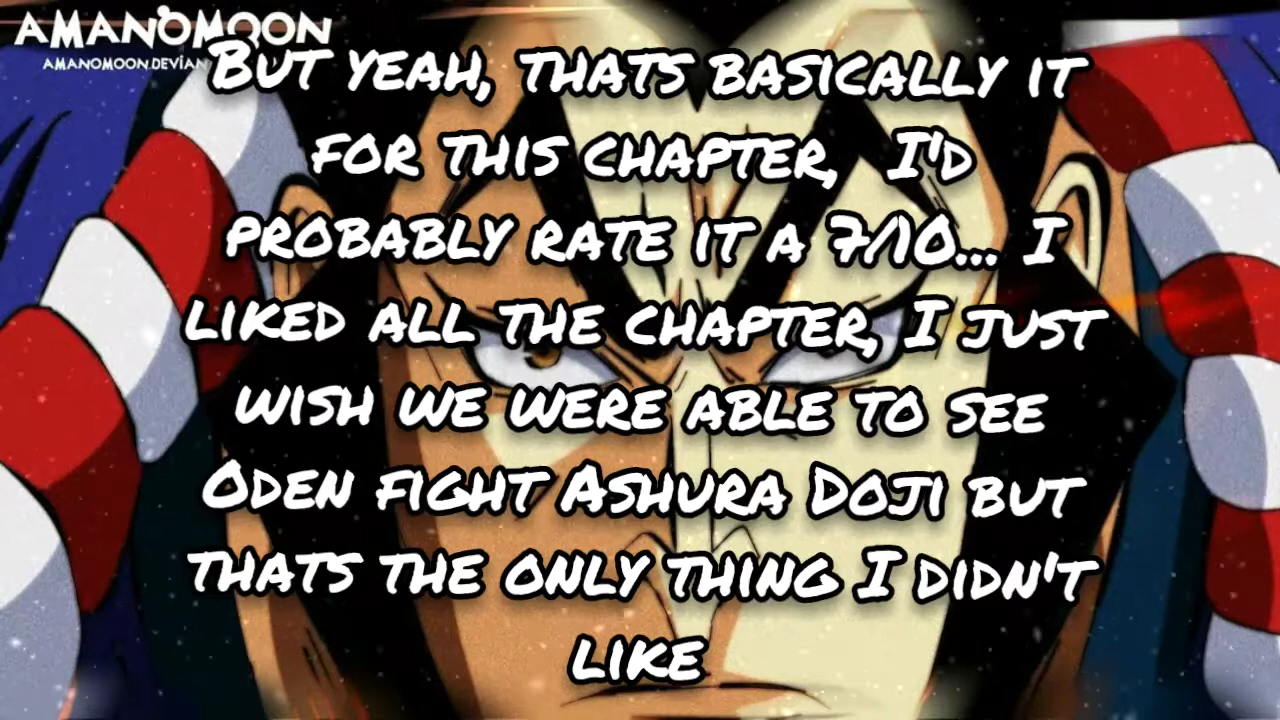 AMANOMOON
AMANOMOON.DEVIAN
But yeah, thats basically it
for this chapter, I'd
probably rate it a 7/10... I
liked all the chapter, I just
wish we were able to see
Oden fight Ashura Doji but
thats the only thing I didn't
like